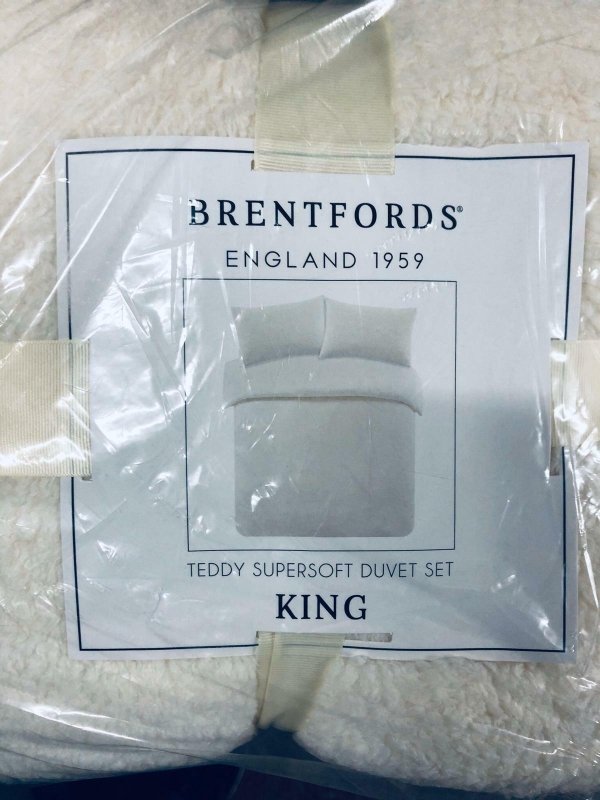 BRENTFORDS®
ENGLAND 1959
TEDDY SUPERSOFT DUVET SET
KING